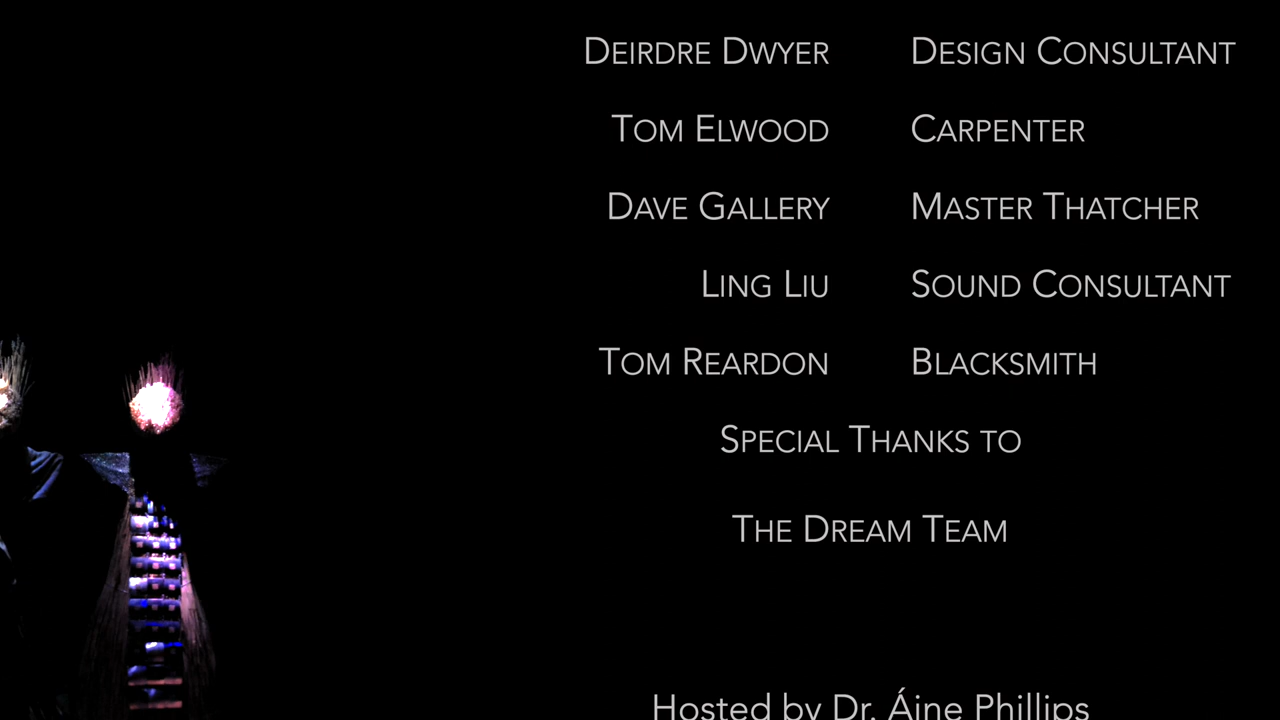 Deirdre Dwyer Design Consultant
Tom Elwood Carpenter
Dave Gallery Master Thatcher
Ling Liu Sound Consultant
Tom Reardon Blacksmith
Special Thanks to
The Dream Team
Hosted by Dr. Áine Phillips